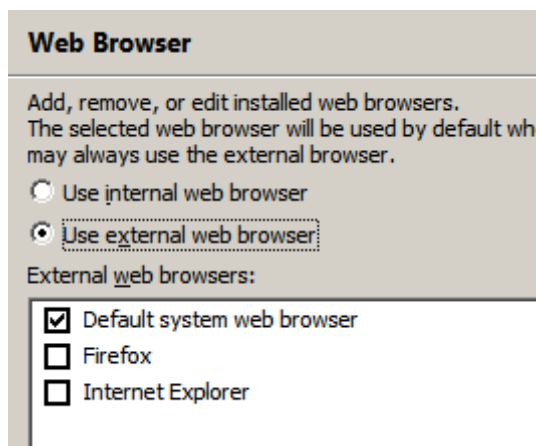 Web Browser
Add, remove, or edit installed web browsers.
The selected web browser will be used by default wh
may always use the external browser.
Use internal web browser
Use external web browser
External web browsers:
Default system web browser
Firefox
Internet Explorer